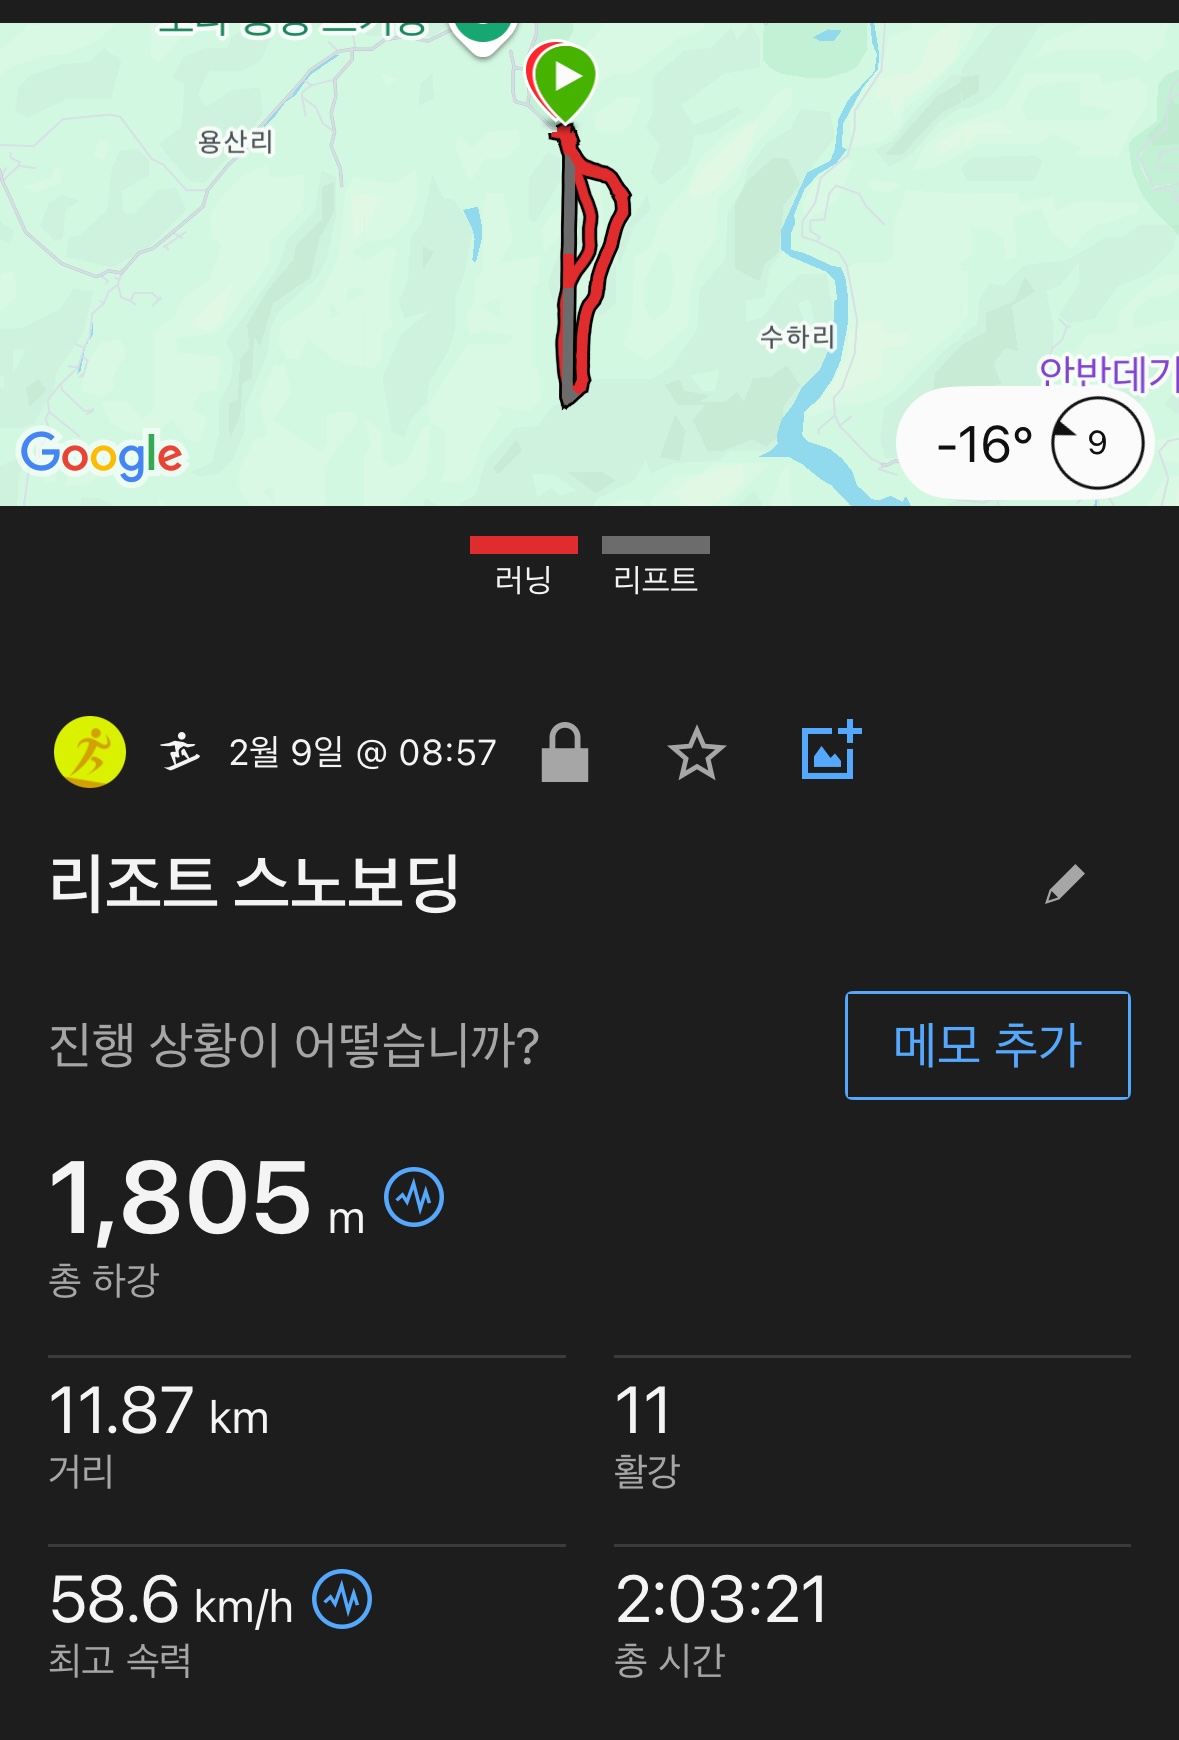 용산리
수하리
안반데기
Google
-16° 9
러닝 리프트
2월 9일 @ 08:57
리조트 스노보딩
진행 상황이 어떻습니까?
메모 추가
1,805 m
총 하강
11.87 km
거리
11
활강
58.6 km/h
최고 속력
2:03:21
총 시간